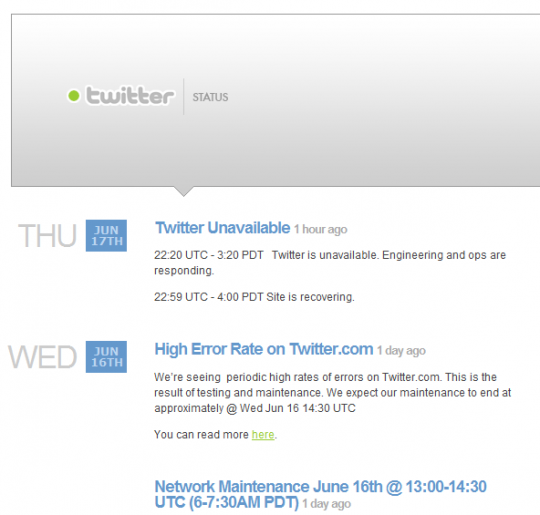 twitter STATUS
THU JUN 17TH
Twitter Unavailable 1 hour ago
22:20 UTC - 3:20 PDT Twitter is unavailable. Engineering and ops are
responding.
22:59 UTC - 4:00 PDT Site is recovering.
WED JUN 16TH
High Error Rate on Twitter.com 1 day ago
We're seeing periodic high rates of errors on Twitter.com. This is the
result of testing and maintenance. We expect our maintenance to end at
approximately @ Wed Jun 16 14:30 UTC
You can read more here.
Network Maintenance June 16th @ 13:00-14:30
UTC (6-7:30AM PDT) 1 day ago